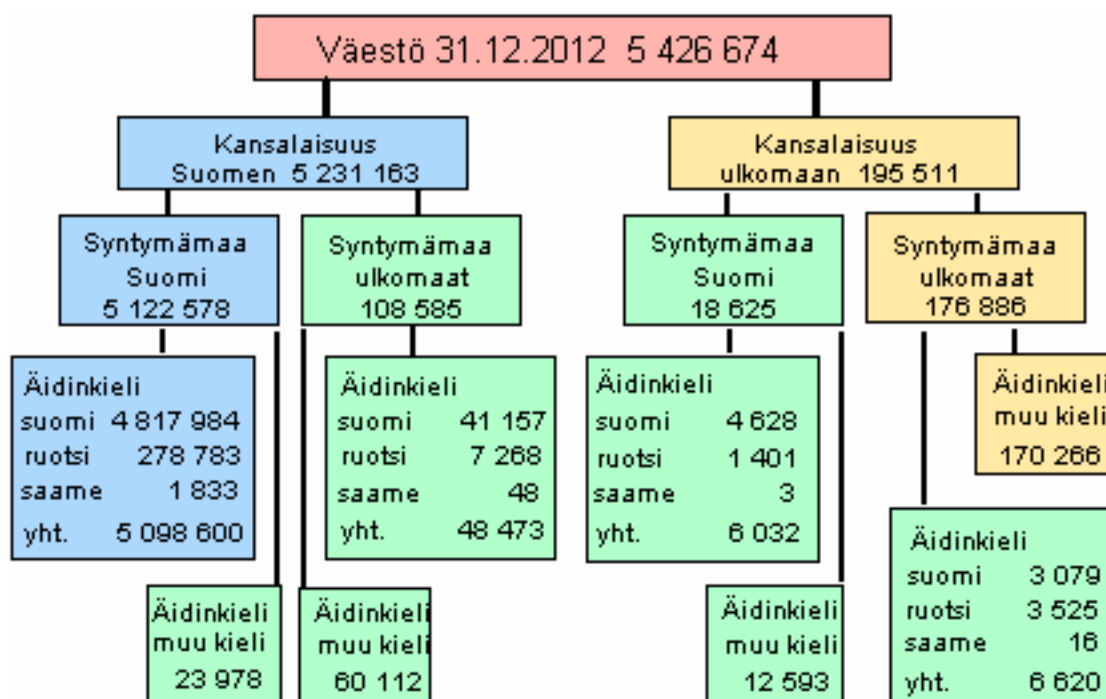 Väestö 31.12.2012 5 426 674
Kansalaisuus
Suomen 5 231 163
Kansalaisuus
ulkomaan 195 511
Syntymämaa
Suomi
5 122 578
Syntymämaa
ulkomaat
108 585
Syntymämaa
Suomi
18 625
Syntymämaa
ulkomaat
176 886
Äidinkieli
suomi 4 817 984
ruotsi 278 783
saame 1 833
yht. 5 098 600
Äidinkieli
suomi 41 157
ruotsi 7 268
saame 48
yht. 48 473
Äidinkieli
suomi 4 628
ruotsi 1 401
saame 3
yht. 6 032
Äidinkieli
muu kieli
170 266
Äidinkieli
muu kieli
23 978
Äidinkieli
muu kieli
60 112
Äidinkieli
muu kieli
12 593
Äidinkieli
suomi 3 079
ruotsi 3 525
saame 16
yht. 6 620